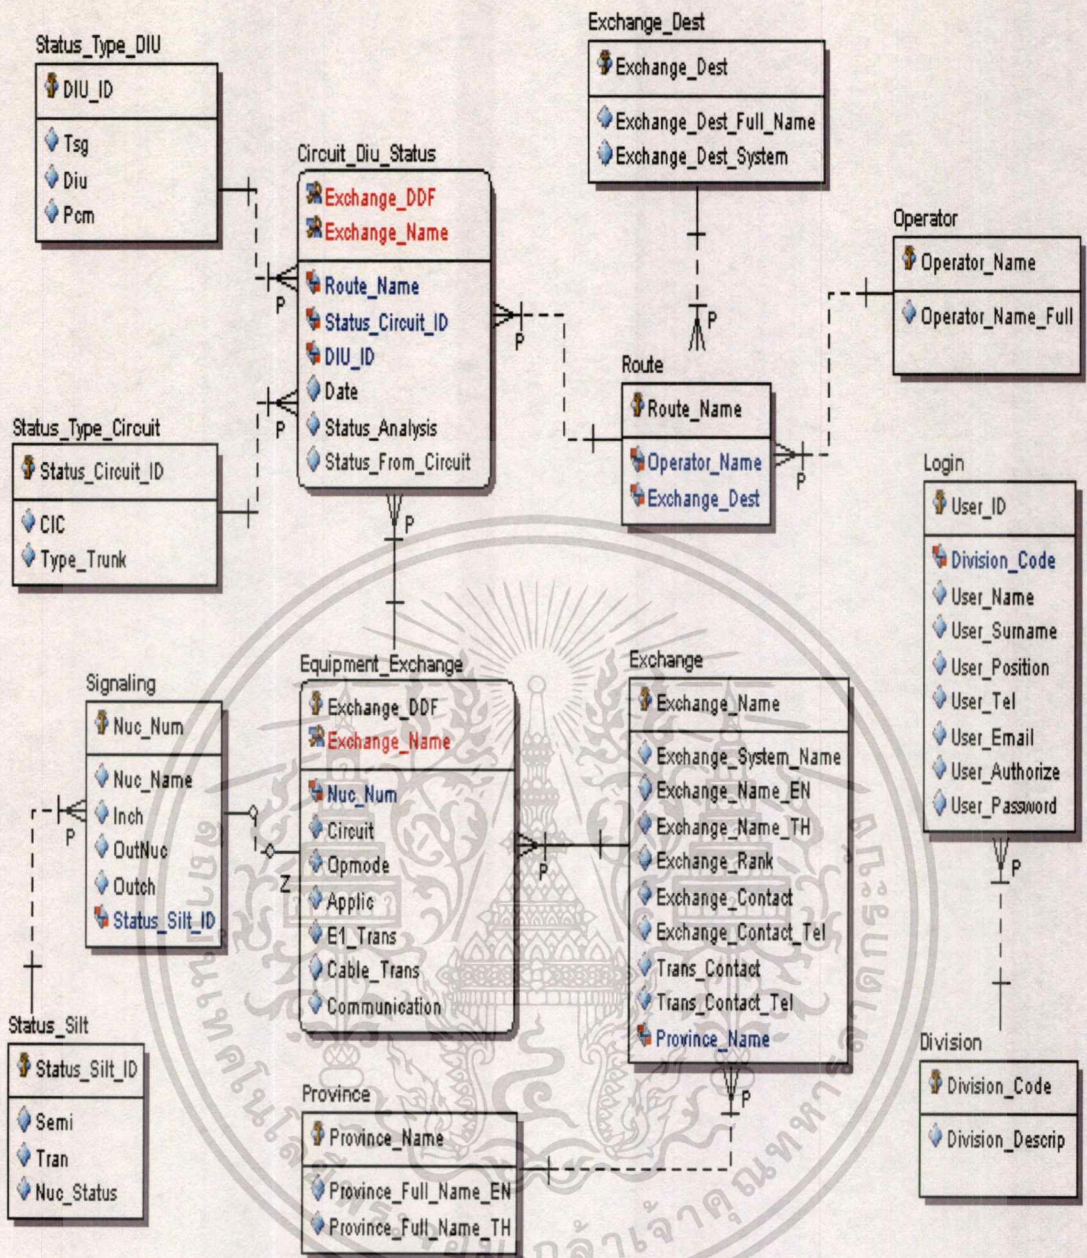 Status_Type_DIU
DIU_ID
Tsg
Diu
Pcm
Circuit_Diu_Status
Exchange_DDF
Exchange_Name
Route_Name
Status_Circuit_ID
DIU_ID
Date
Status_Analysis
Status_From_Circuit
Exchange_Dest
Exchange_Dest
Exchange_Dest_Full_Name
Exchange_Dest_System
Operator
Operator_Name
Operator_Name_Full
P
P
P
P
P
P
Status_Type_Circuit
Status_Circuit_ID
CIC
Type_Trunk
Route
Route_Name
Operator_Name
Exchange_Dest
Login
User_ID
Division_Code
User_Name
User_Surname
User_Position
User_Tel
User_Email
User_Authorize
User_Password
P
Signaling
Nuc_Num
Nuc_Name
Inch
OutNuc
Outch
Status_Silt_ID
P
Z
Equipment_Exchange
Exchange_DDF
Exchange_Name
Nuc_Num
Circuit
Opmode
Applic
E1_Trans
Cable_Trans
Communication
P
Exchange
Exchange_Name
Exchange_System_Name
Exchange_Name_EN
Exchange_Name_TH
Exchange_Rank
Exchange_Contact
Exchange_Contact_Tel
Trans_Contact
Trans_Contact_Tel
Province_Name
P
Status_Silt
Status_Silt_ID
Semi
Tran
Nuc_Status
Province
Province_Name
Province_Full_Name_EN
Province_Full_Name_TH
Division
Division_Code
Division_Descrip